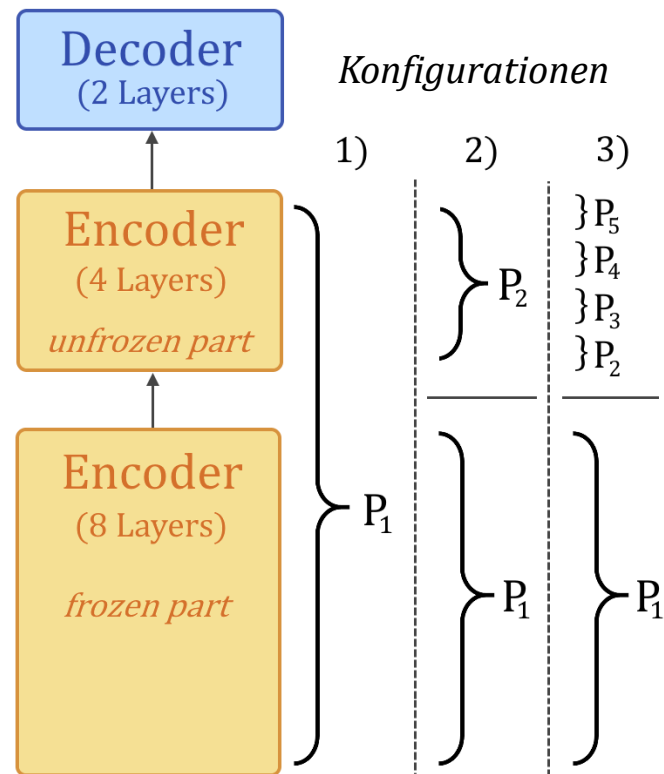 Decoder
(2 Layers)
Konfigurationen
1)
2)
3)
Encoder
(4 Layers)
unfrozen part
P₂
}P₅
}P₄
}P₃
}P₂
Encoder
(8 Layers)
frozen part
P₁
P₁
P₁